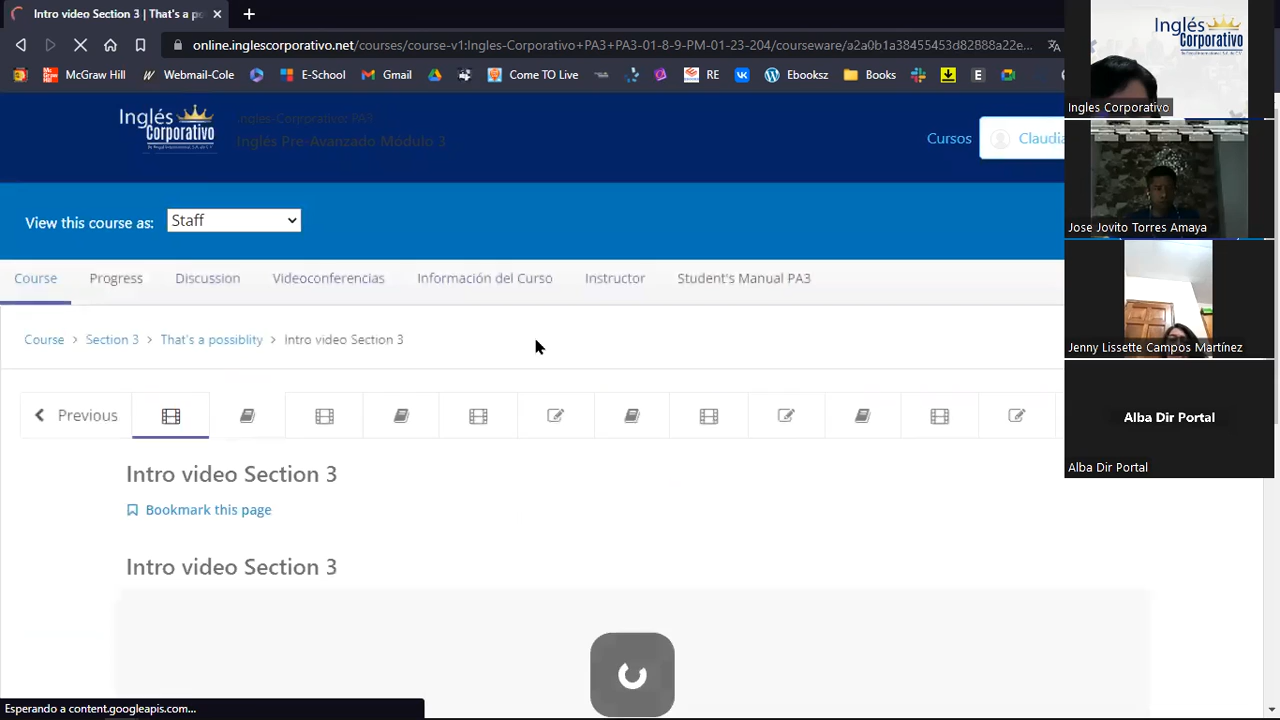 Intro video Section 3 | That's a po
online.inglescorporativo.net/courses/course-v1:Ingles-Corporativo+PA3+PA3-01-8-9-PM-01-23-204/courseware/a2a0b1a38455453d82888a22e...
McGraw Hill
Webmail-Cole
E-School
Gmail
Come TO Live
RE
Ebooksz
Books
Inglés Corporativo
Ingles-Corporativo: PA3
Inglés Pre-Avanzado Módulo 3
Cursos
Claudia
View this course as:
Staff
Course
Progress
Discussion
Videoconferencias
Información del Curso
Instructor
Student's Manual PA3
Course > Section 3 > That's a possiblity > Intro video Section 3
Previous
Intro video Section 3
Bookmark this page
Intro video Section 3
Esperando a content.googleapis.com...
Inglés Corporativo
Ingles Corporativo
Jose Jovito Torres Amaya
Jenny Lissette Campos Martínez
Alba Dir Portal
Alba Dir Portal